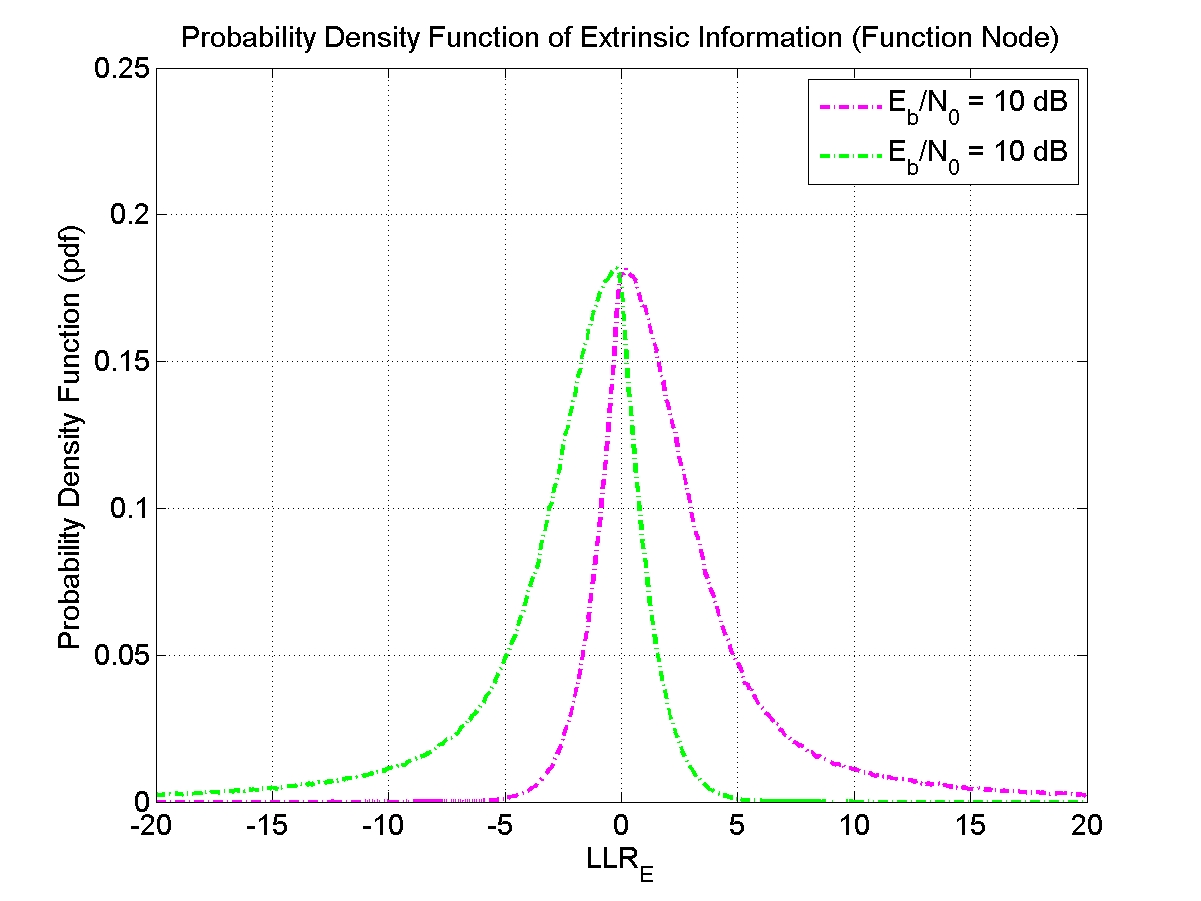 Probability Density Function of Extrinsic Information (Function Node)
E_b/N_0 = 10 dB
E_b/N_0 = 10 dB
Probability Density Function (pdf)
0.25
0.2
0.15
0.1
0.05
0
-20 -15 -10 -5 0 5 10 15 20
LLR_E